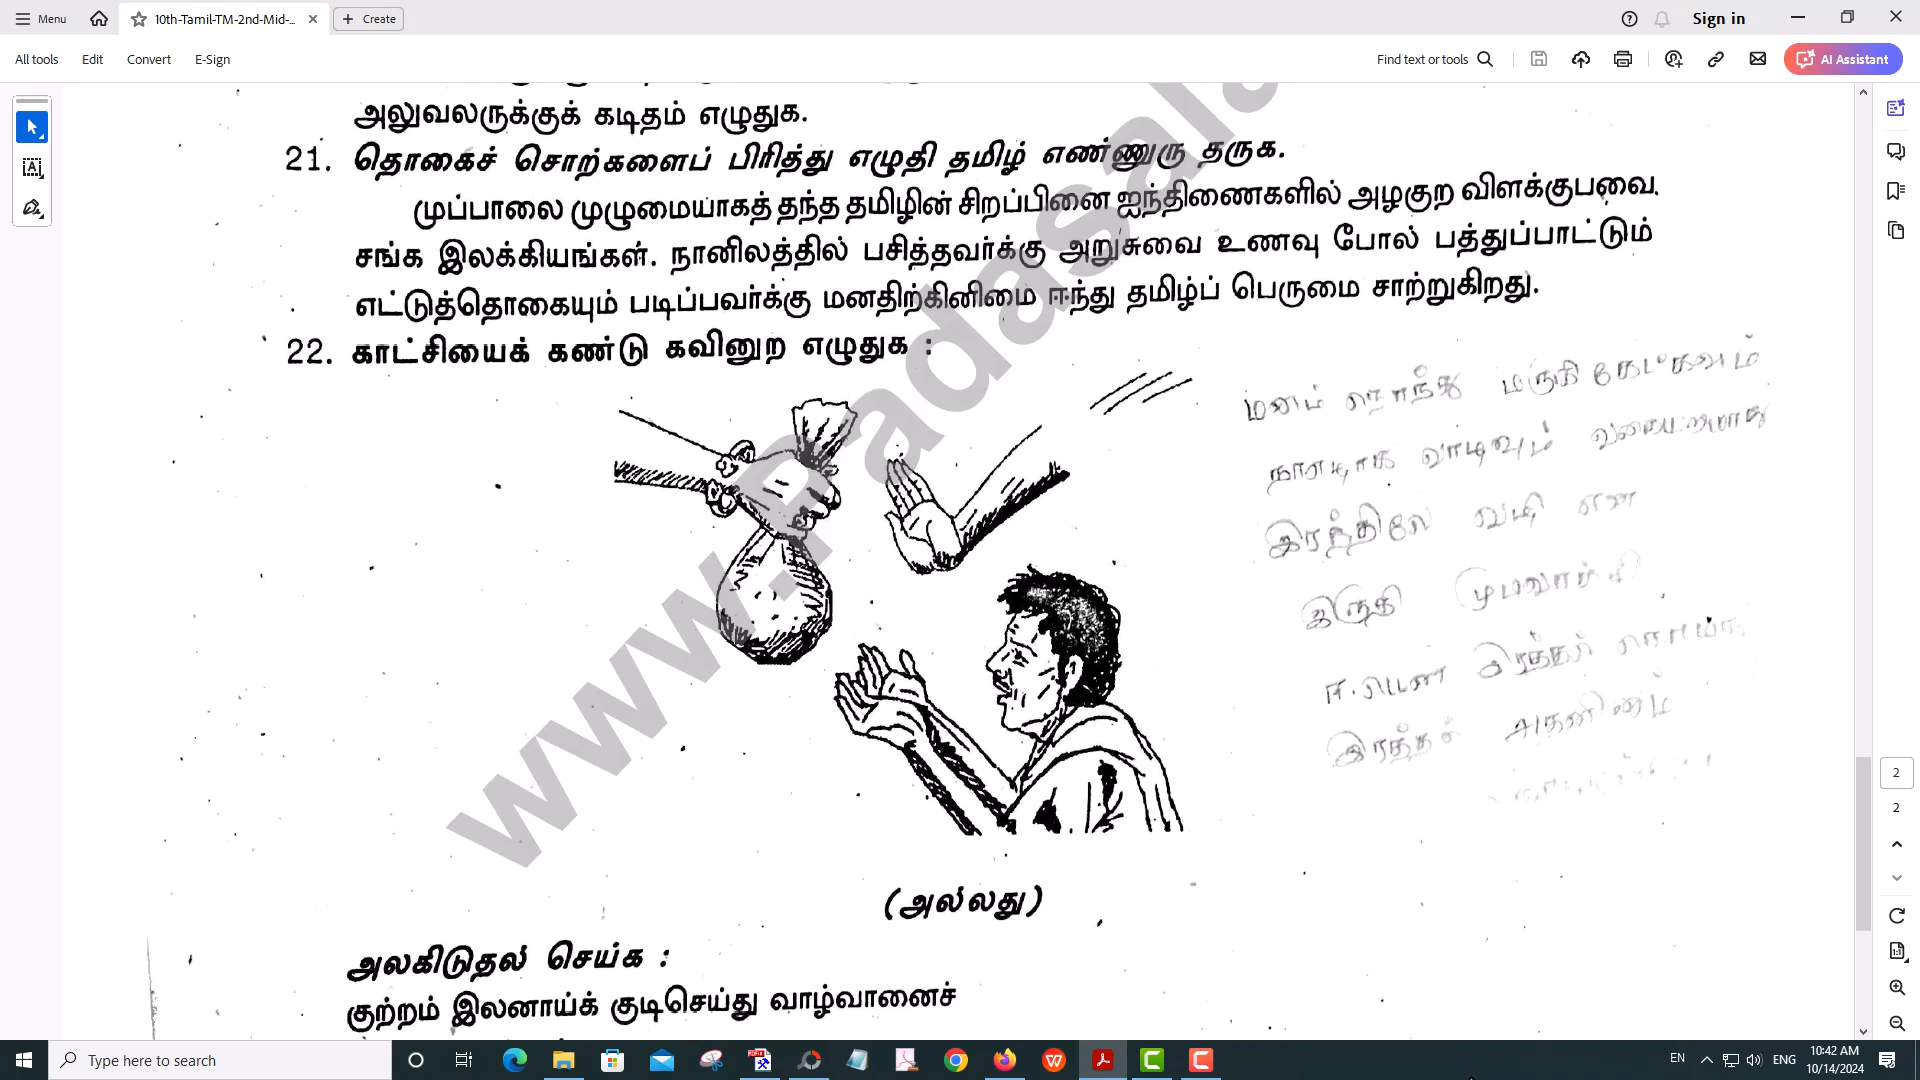 Menu
10th-Tamil-TM-2nd-Mid-...
Create
Sign in
All tools
Edit
Convert
E-Sign
Find text or tools
AI Assistant
அலுவலருக்குக் கடிதம் எழுதுக.
21. தொகைச் சொற்களைப் பிரித்து எழுதி தமிழ் எண்ணுரு தருக.
முப்பாலை முழுமையாகத் தந்த தமிழின் சிறப்பினை ஐந்திணைகளில் அழகுற விளக்குபவை.
சங்க இலக்கியங்கள். நானிலத்தில் பசித்தவர்க்கு அறுசுவை உணவு போல் பத்துப்பாட்டும்
எட்டுத்தொகையும் படிப்பவர்க்கு மனதிற்கினிமை ஈந்து தமிழ்ப் பெருமை சாற்றுகிறது.
22. காட்சியைக் கண்டு கவினுற எழுதுக :
www.Padasala
(அல்லது)
அலகிடுதல் செய்க :
குற்றம் இலனாய்க் குடிசெய்து வாழ்வானைச்
2
2
Type here to search
EN
ENG
10:42 AM
10/14/2024